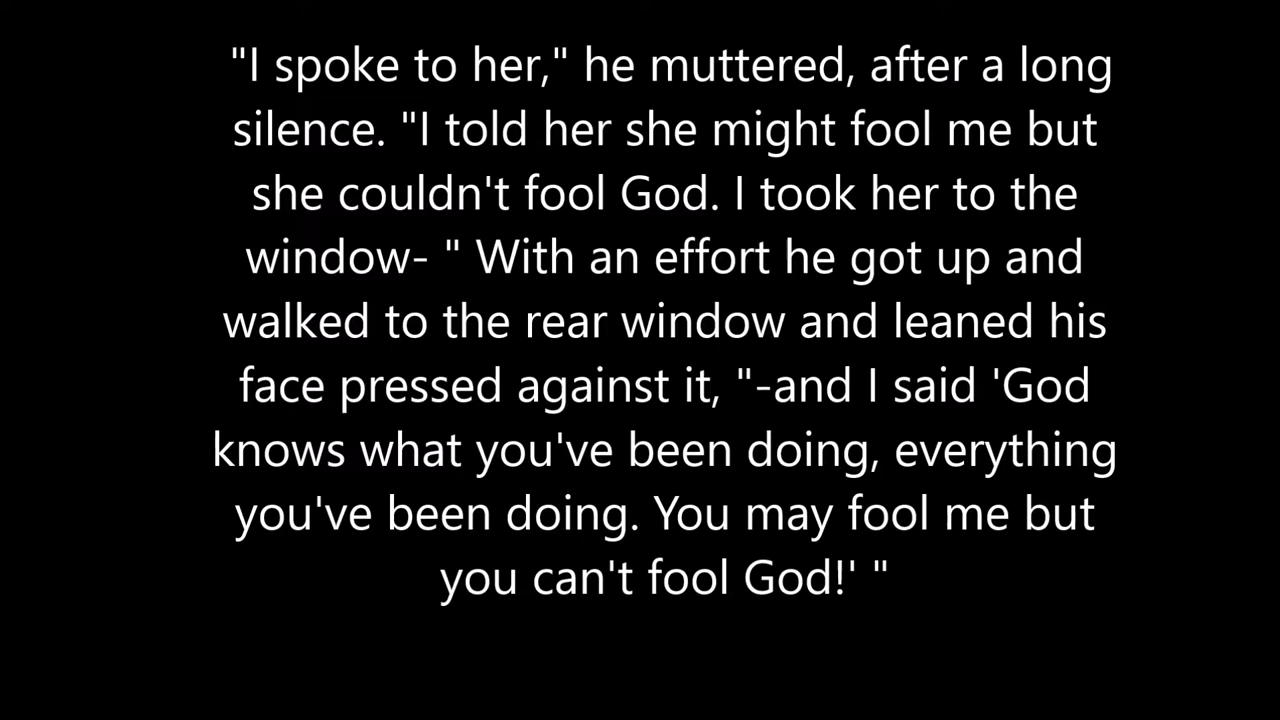 "I spoke to her," he muttered, after a long
silence. "I told her she might fool me but
she couldn't fool God. I took her to the
window- " With an effort he got up and
walked to the rear window and leaned his
face pressed against it, "-and I said 'God
knows what you've been doing, everything
you've been doing. You may fool me but
you can't fool God!' "